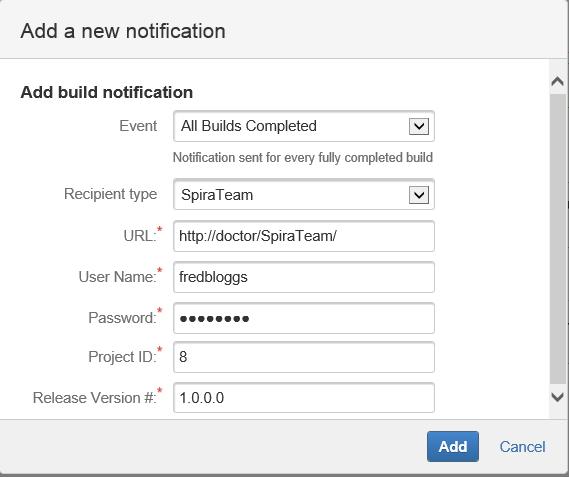 Add a new notification
Add build notification
Event All Builds Completed
Notification sent for every fully completed build
Recipient type SpiraTeam
URL:* http://doctor/SpiraTeam/
User Name:* fredbloggs
Password:* ●●●●●●●●
Project ID:* 8
Release Version #:* 1.0.0.0
Add Cancel